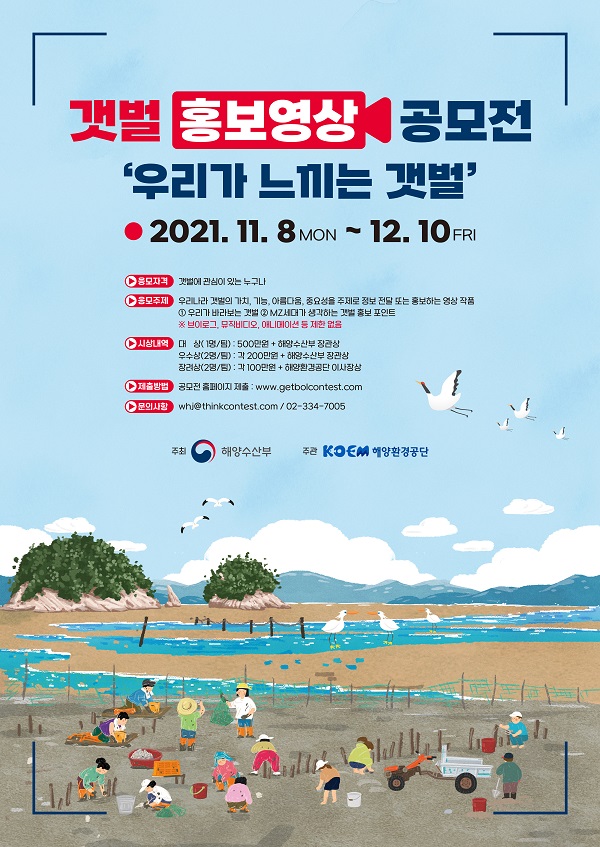 갯벌 홍보영상 공모전
‘우리가 느끼는 갯벌’
2021. 11. 8 MON ~ 12. 10 FRI
응모자격 갯벌에 관심이 있는 누구나
응모주제 우리나라 갯벌의 가치, 기능, 아름다움, 중요성을 주제로 정보 전달 또는 홍보하는 영상 작품
① 우리가 바라보는 갯벌 ② MZ세대가 생각하는 갯벌 홍보 포인트
※ 브이로그, 뮤직비디오, 애니메이션 등 제한 없음
시상내역 대 상(1명/팀) : 500만원 + 해양수산부 장관상
우수상(2명/팀) : 각 200만원 + 해양수산부 장관상
장려상(2명/팀) : 각 100만원 + 해양환경공단 이사장상
제출방법 공모전 홈페이지 제출 : www.getbolcontest.com
문의사항 whj@thinkcontest.com / 02-334-7005
주최 해양수산부 주관 KOEM 해양환경공단